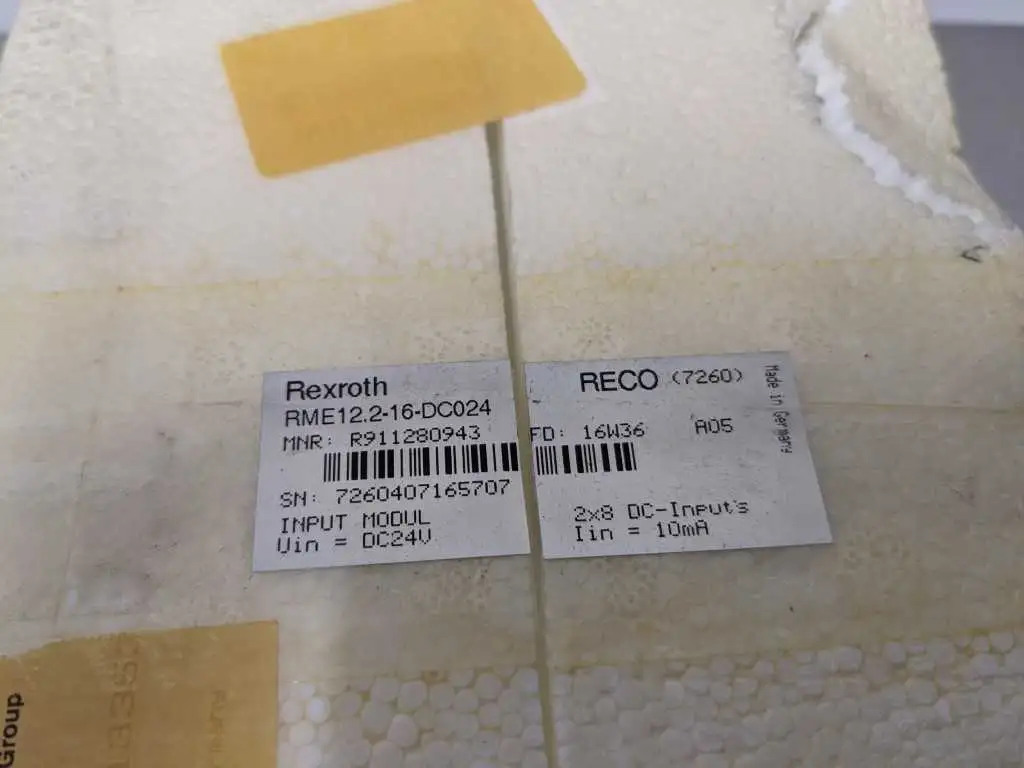 Rexroth
RME12.2-16-DC024
MNR: R911280943
SN: 7260407165707
INPUT MODUL
Uin = DC24V
RECO (7260)
FD: 16W36 A05
2x8 DC-Input's
Iin = 10mA
Made in Germany
Group